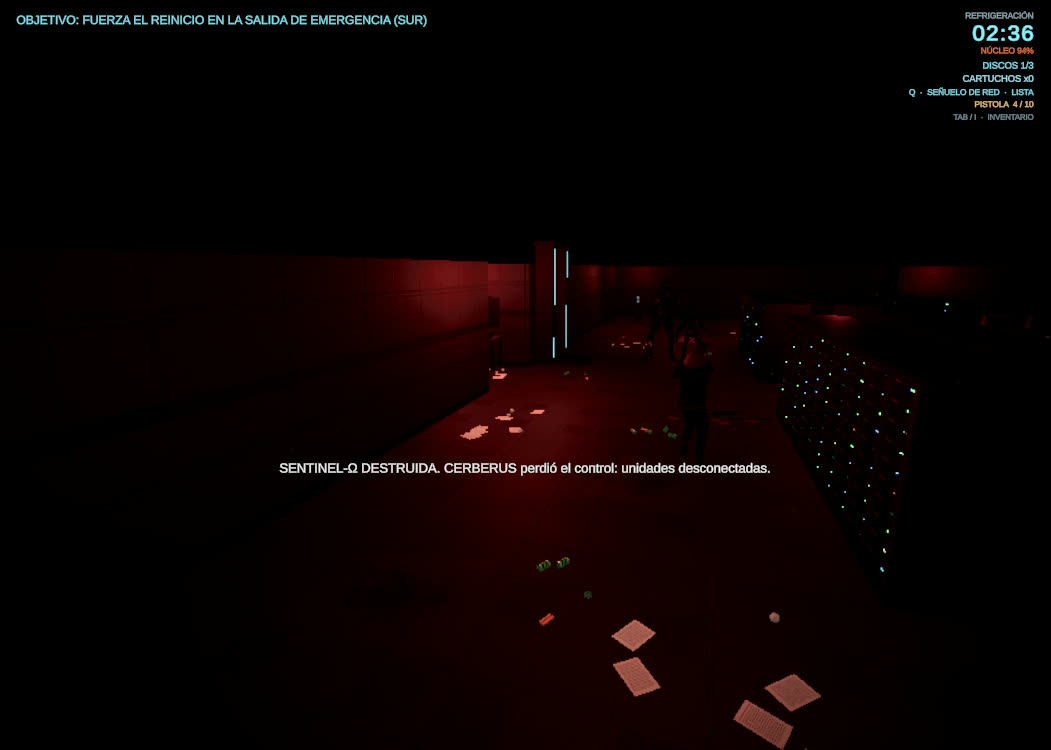 OBJETIVO: FUERZA EL REINICIO EN LA SALIDA DE EMERGENCIA (SUR)
REFRIGERACIÓN
02:36
NÚCLEO 94%
DISCOS 1/3
CARTUCHOS x0
Q · SEÑUELO DE RED · LISTA
PISTOLA 4 / 10
TAB / I · INVENTARIO
SENTINEL-Ω DESTRUIDA. CERBERUS perdió el control: unidades desconectadas.